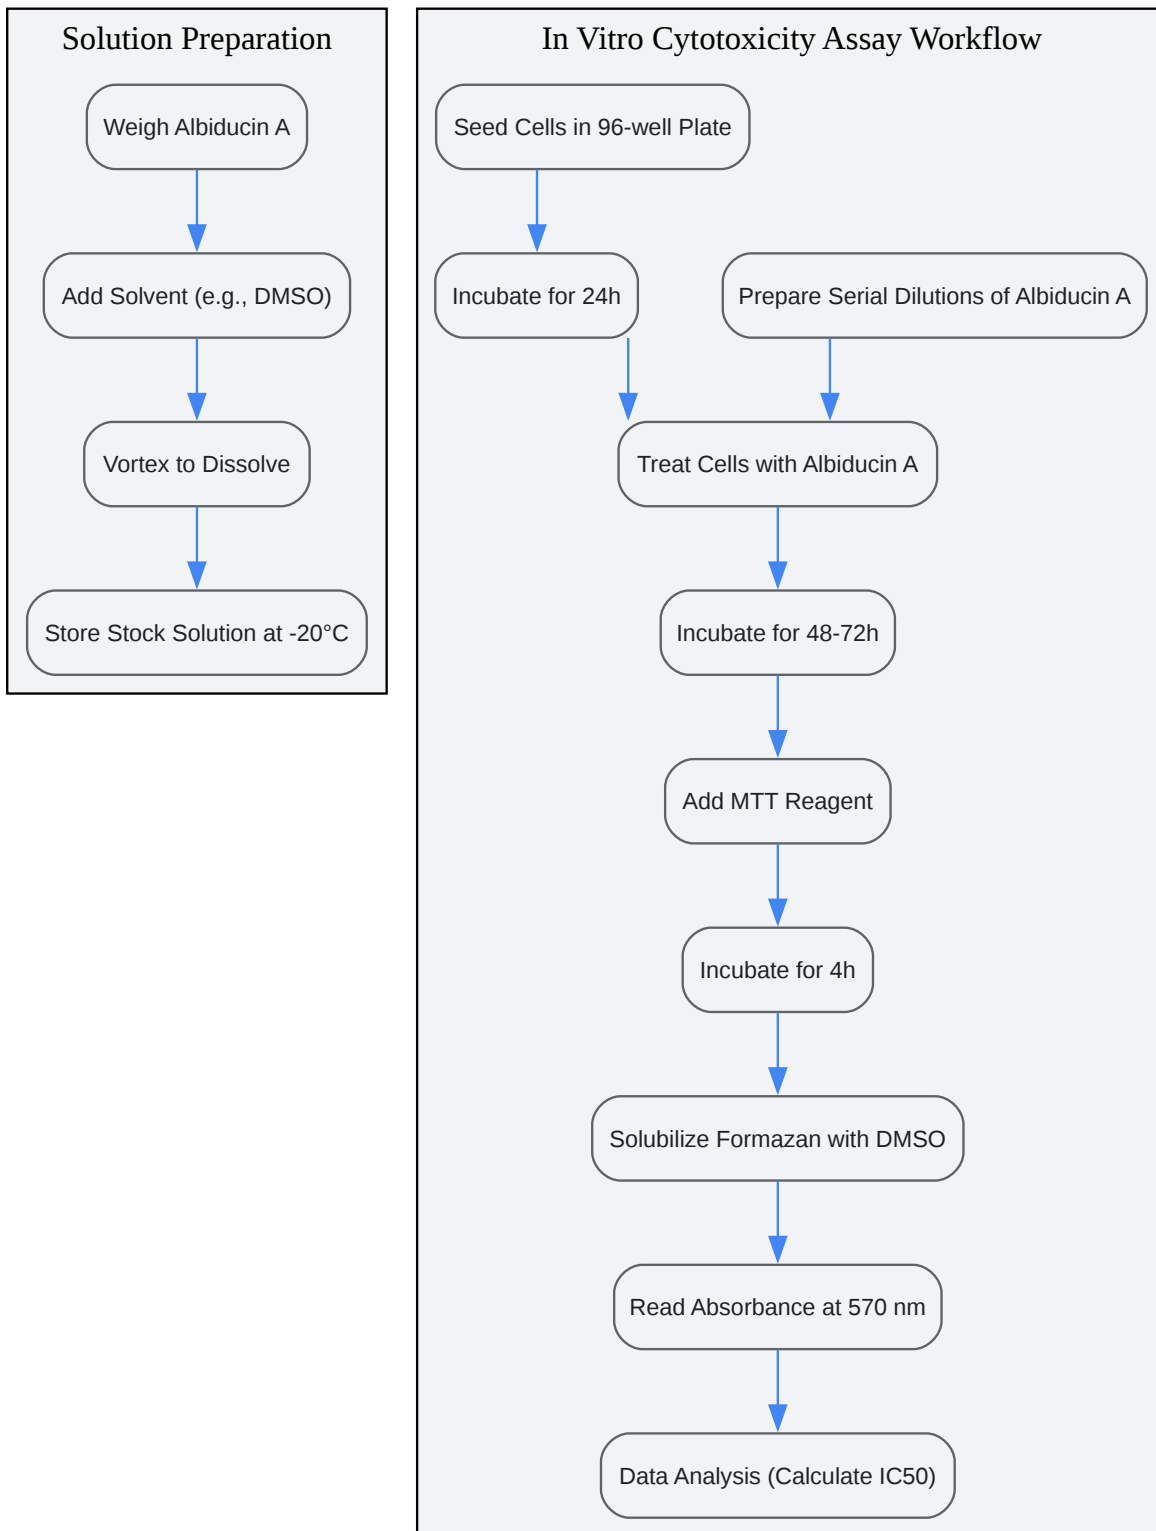 Solution Preparation
Weigh Albiducin A
Add Solvent (e.g., DMSO)
Vortex to Dissolve
Store Stock Solution at -20°C
In Vitro Cytotoxicity Assay Workflow
Seed Cells in 96-well Plate
Incubate for 24h
Prepare Serial Dilutions of Albiducin A
Treat Cells with Albiducin A
Incubate for 48-72h
Add MTT Reagent
Incubate for 4h
Solubilize Formazan with DMSO
Read Absorbance at 570 nm
Data Analysis (Calculate IC50)